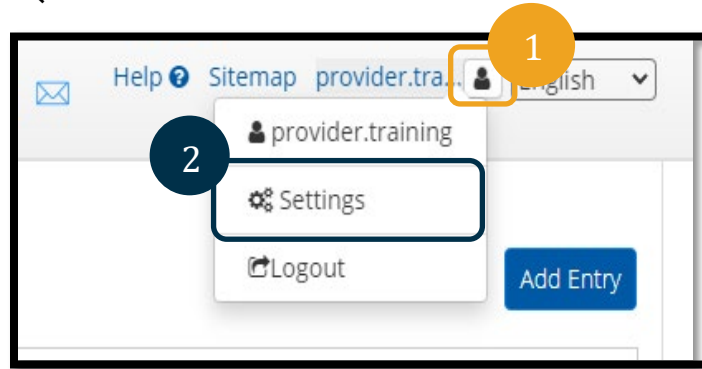 1
Help Sitemap provider.tra... English
provider.training
2
Settings
Logout
Add Entry